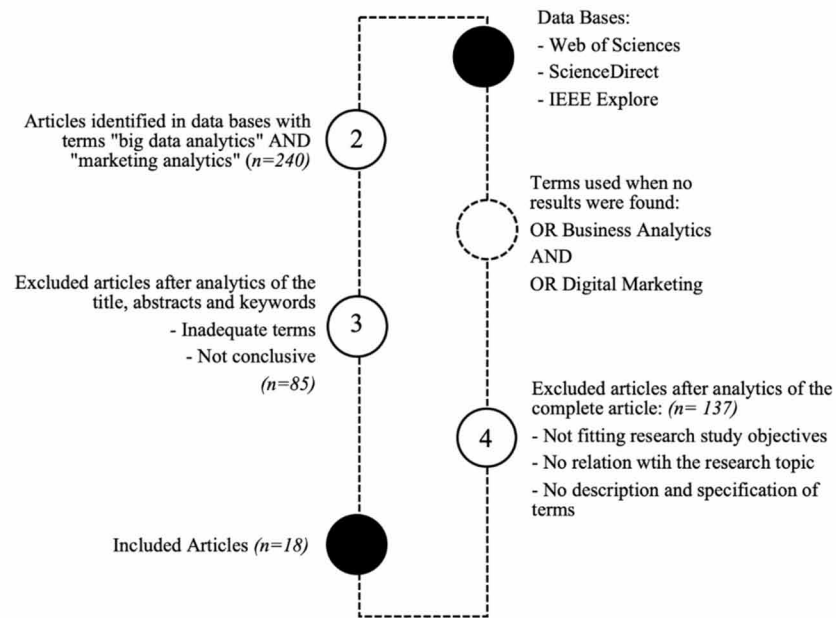 Data Bases:
- Web of Sciences
- ScienceDirect
- IEEE Explore
Articles identified in data bases with
terms "big data analytics" AND
"marketing analytics" (n=240)
2
Terms used when no
results were found:
OR Business Analytics
AND
OR Digital Marketing
Excluded articles after analytics of the
title, abstracts and keywords
- Inadequate terms
- Not conclusive
(n=85)
3
Excluded articles after analytics of the
complete article: (n= 137)
- Not fitting research study objectives
- No relation wtih the research topic
- No description and specification of
terms
4
Included Articles (n=18)